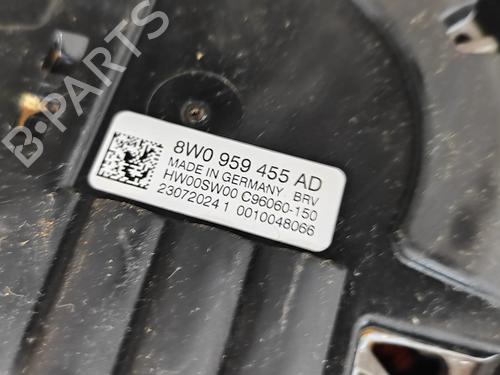 8W0 959 455 AD
MADE IN GERMANY BRV
HW00SW00 C96060-150
23072024 1 0010048066
B-PARTS